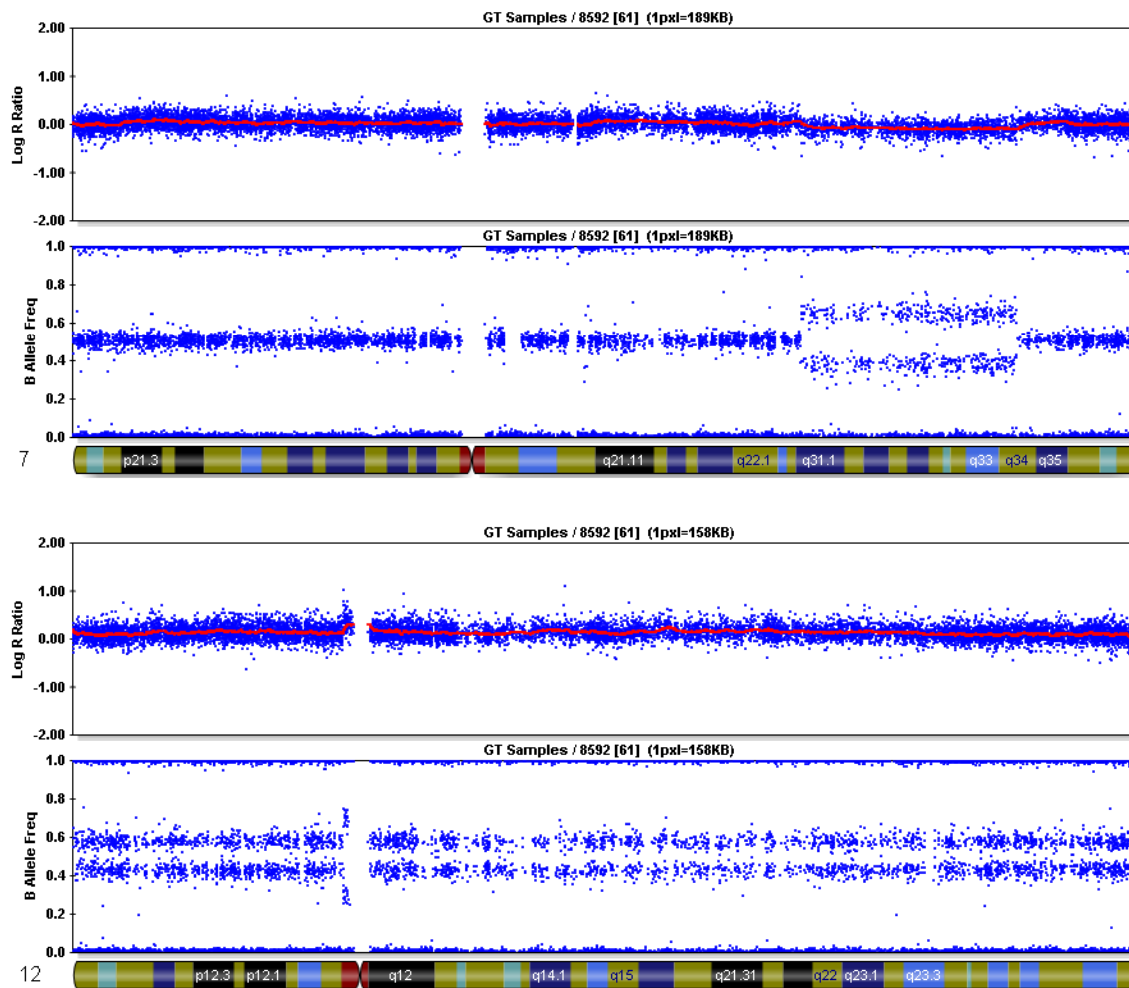 GT Samples / 8592 [61] (1pxl=189KB)
2.00
1.00
0.00
-1.00
-2.00
Log R Ratio
GT Samples / 8592 [61] (1pxl=189KB)
1.0
0.8
0.6
0.4
0.2
0.0
B Allele Freq
7
p21.3 q21.11 q22.1 q31.1 q33 q34 q35
GT Samples / 8592 [61] (1pxl=158KB)
2.00
1.00
0.00
-1.00
-2.00
Log R Ratio
GT Samples / 8592 [61] (1pxl=158KB)
1.0
0.8
0.6
0.4
0.2
0.0
B Allele Freq
12
p12.3 p12.1 q12 q14.1 q15 q21.31 q22 q23.1 q23.3